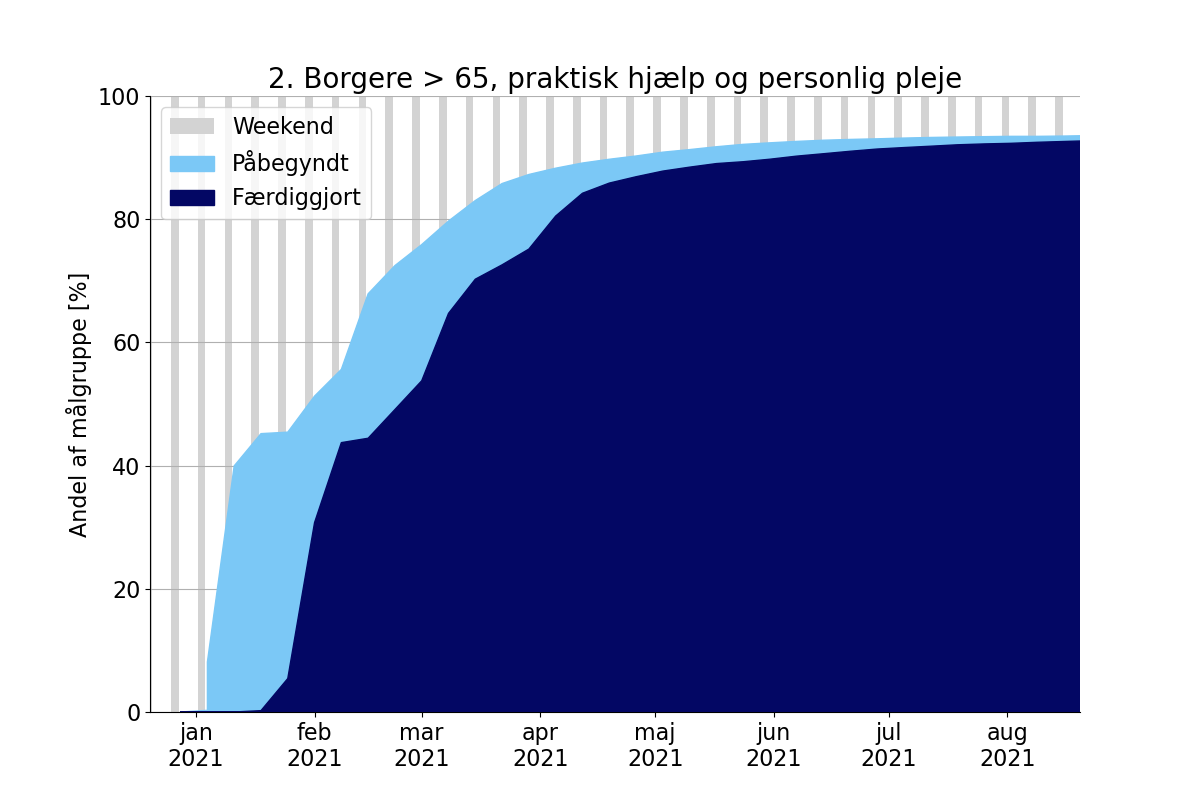 2. Borgere > 65, praktisk hjælp og personlig pleje
Weekend
Påbegyndt
Færdiggjort
Andel af målgruppe [%]
100
80
60
40
20
0
jan feb mar apr maj jun jul aug
2021 2021 2021 2021 2021 2021 2021 2021